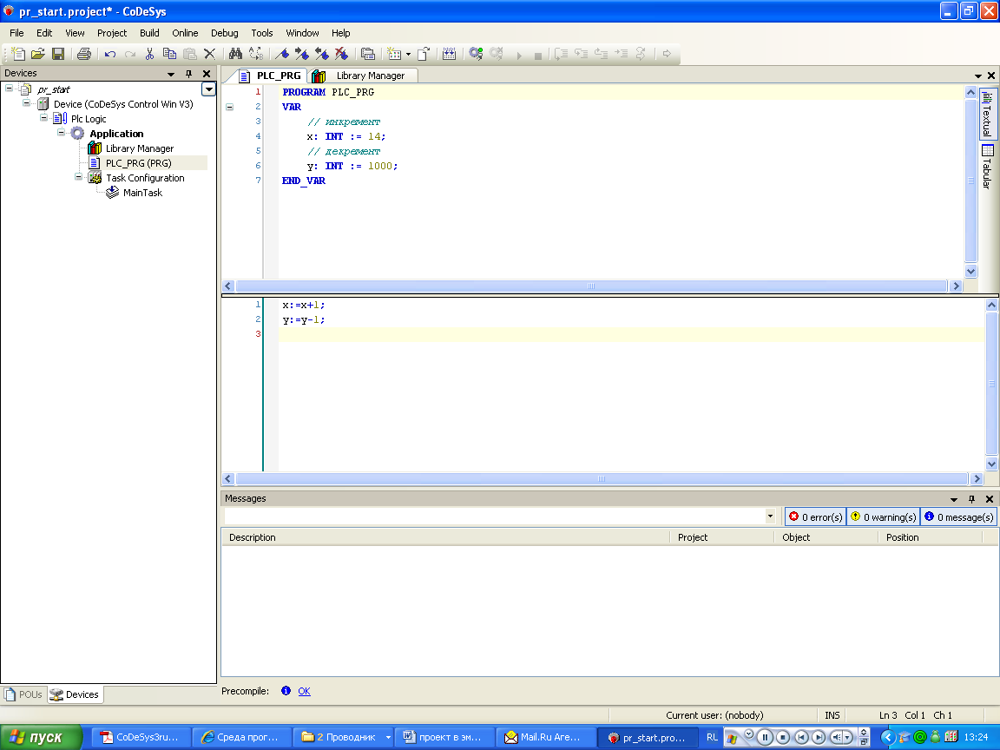 pr_start.project* - CoDeSys
File Edit View Project Build Online Debug Tools Window Help
Devices
pr_start
Device (CoDeSys Control Win V3)
Plc Logic
Application
Library Manager
PLC_PRG (PRG)
Task Configuration
MainTask
POUs Devices
PLC_PRG Library Manager
1 PROGRAM PLC_PRG
2 VAR
3 // инкремент
4 x: INT := 14;
5 // декремент
6 y: INT := 1000;
7 END_VAR
Textual
Tabular
1 x:=x+1;
2 y:=y-1;
3
Messages
0 error(s) 0 warning(s) 0 message(s)
Description Project Object Position
Precompile: OK
Current user: (nobody) INS Ln 3 Col 1 Ch 1
пуск CoDeSys3ru... Среда прог... 2 Проводник проект в эм... Mail.Ru Аге... pr_start.pro... RL 13:24